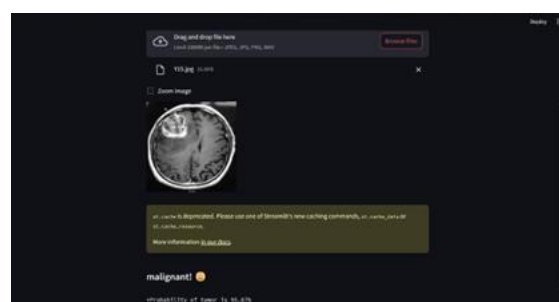 Deploy
Drag and drop file here
Limit 200MB per file • JPEG, JPG, PNG, WAV
Browse files
Y15.jpg
Zoom image
st.cache is deprecated. Please use one of Streamlit's new caching commands, st.cache_data or
st.cache_resource.
More information in our docs.
malignant! 😩